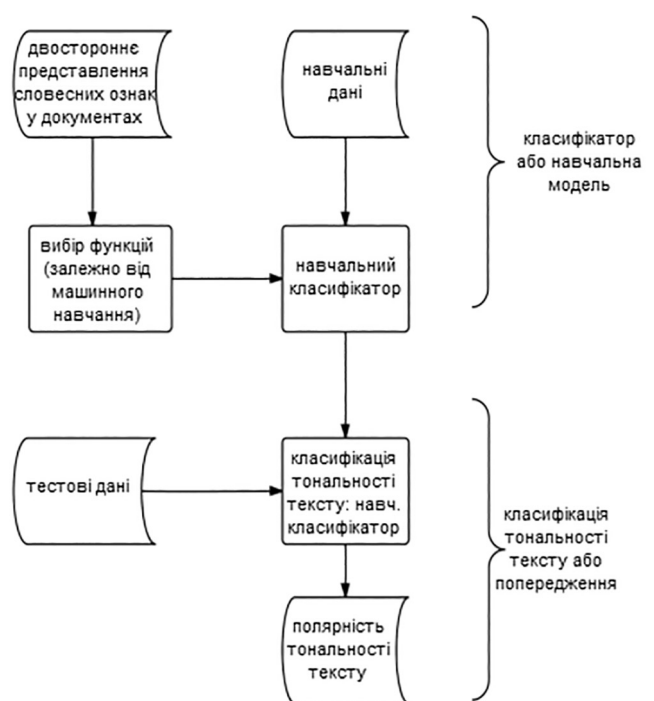 двостороннє
представлення
словесних ознак
у документах
навчальні
дані
класифікатор
або навчальна
модель
вибір функцій
(залежно від
машинного
навчання)
навчальний
класифікатор
тестові дані
класифікація
тональності
тексту: навч.
класифікатор
класифікація
тональності
тексту або
попередження
полярність
тональності
тексту